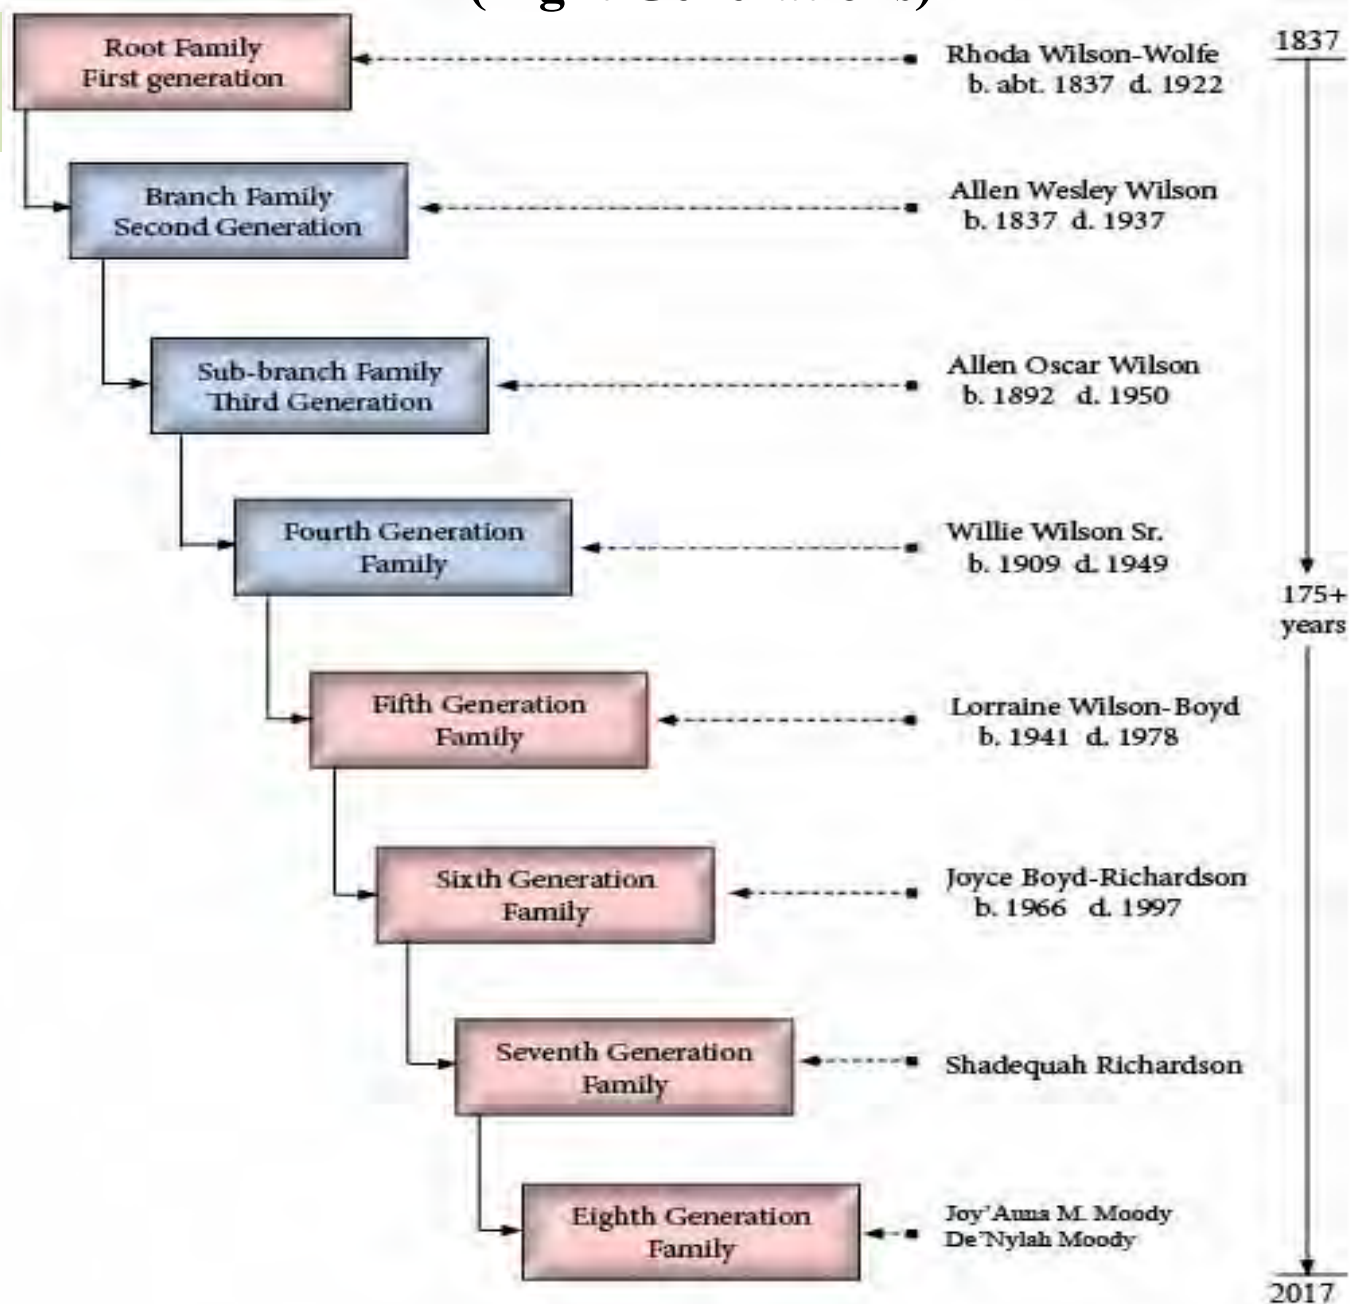 Root Family
First generation
Rhoda Wilson-Wolfe
b. abt. 1837 d. 1922
1837
Branch Family
Second Generation
Allen Wesley Wilson
b. 1837 d. 1937
Sub-branch Family
Third Generation
Allen Oscar Wilson
b. 1892 d. 1950
Fourth Generation
Family
Willie Wilson Sr.
b. 1909 d. 1949
175+
years
Fifth Generation
Family
Lorraine Wilson-Boyd
b. 1941 d. 1978
Sixth Generation
Family
Joyce Boyd-Richardson
b. 1966 d. 1997
Seventh Generation
Family
Shadequah Richardson
Eighth Generation
Family
Joy'Anna M. Moody
De'Nylah Moody
2017